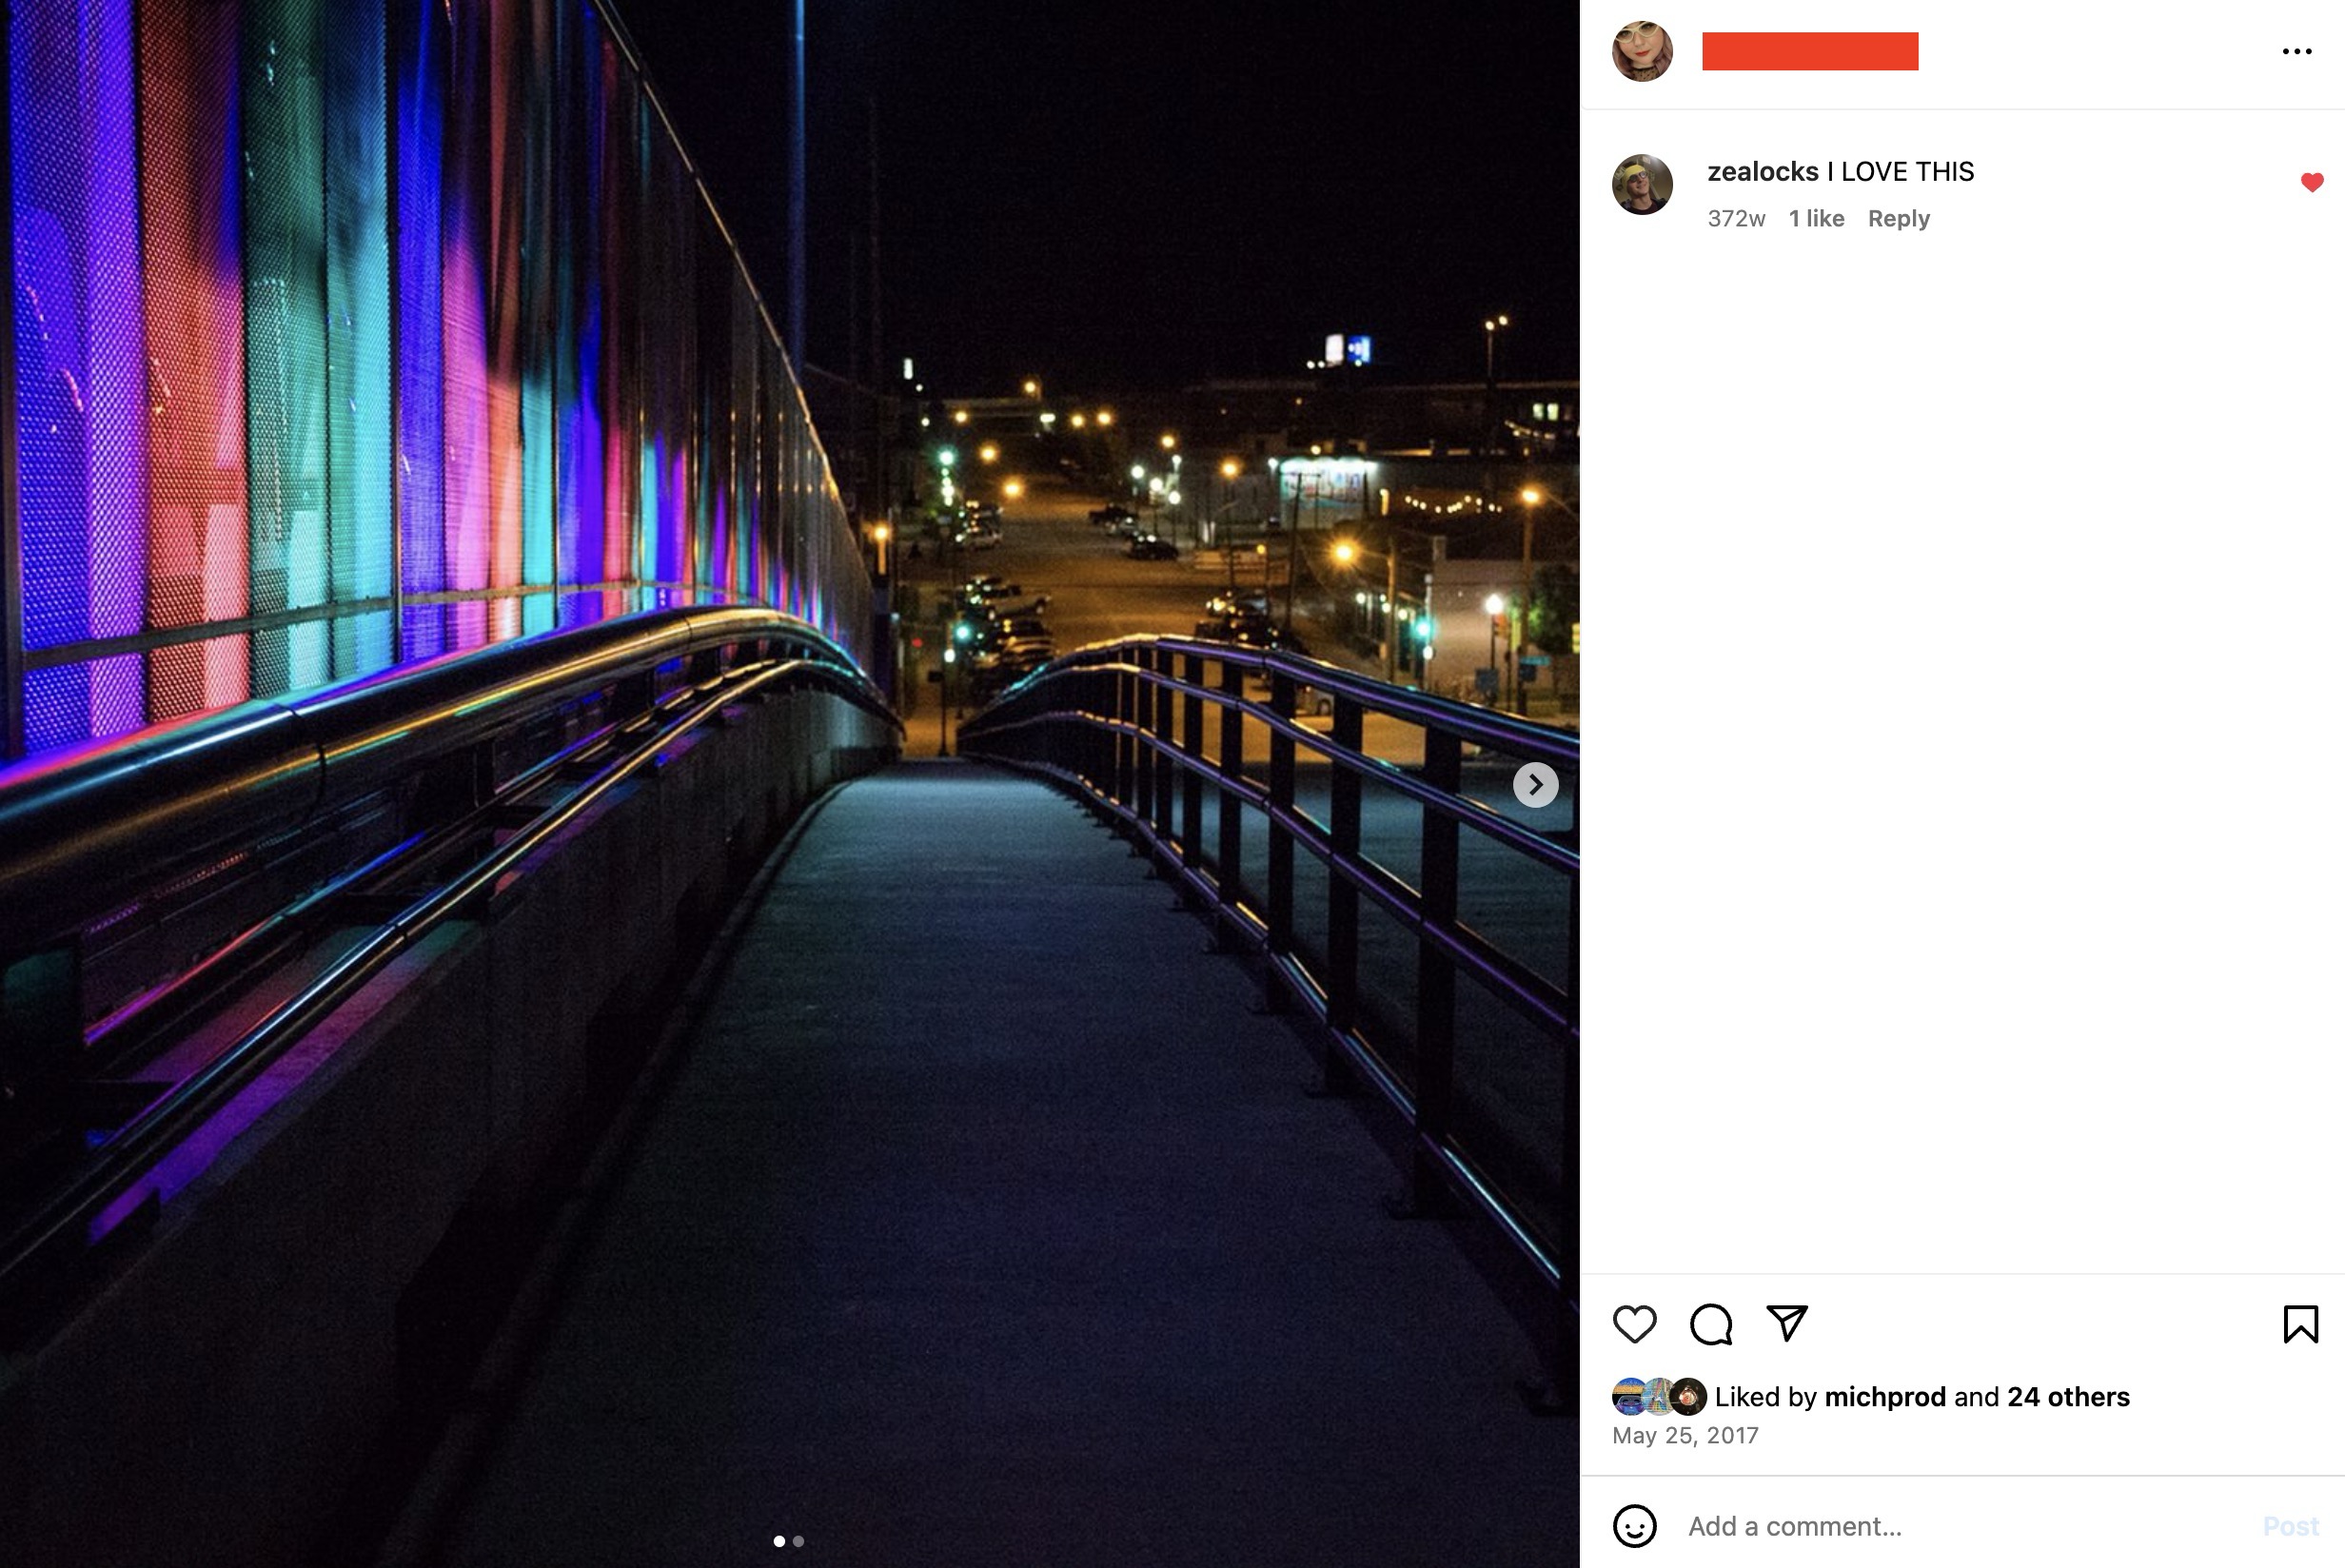 zealocks I LOVE THIS
372w 1 like Reply
Liked by michprod and 24 others
May 25, 2017
Add a comment...
Post